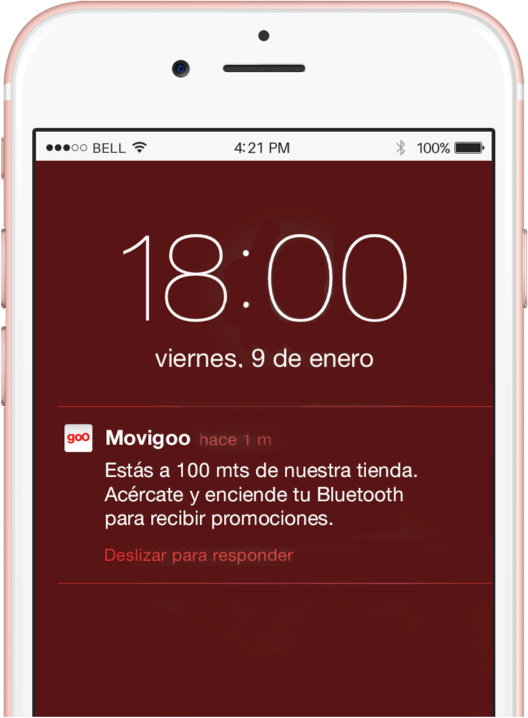 BELL 4:21 PM 100%
18:00
viernes, 9 de enero
goo Movigoo hace 1 m
Estás a 100 mts de nuestra tienda.
Acércate y enciende tu Bluetooth
para recibir promociones.
Deslizar para responder